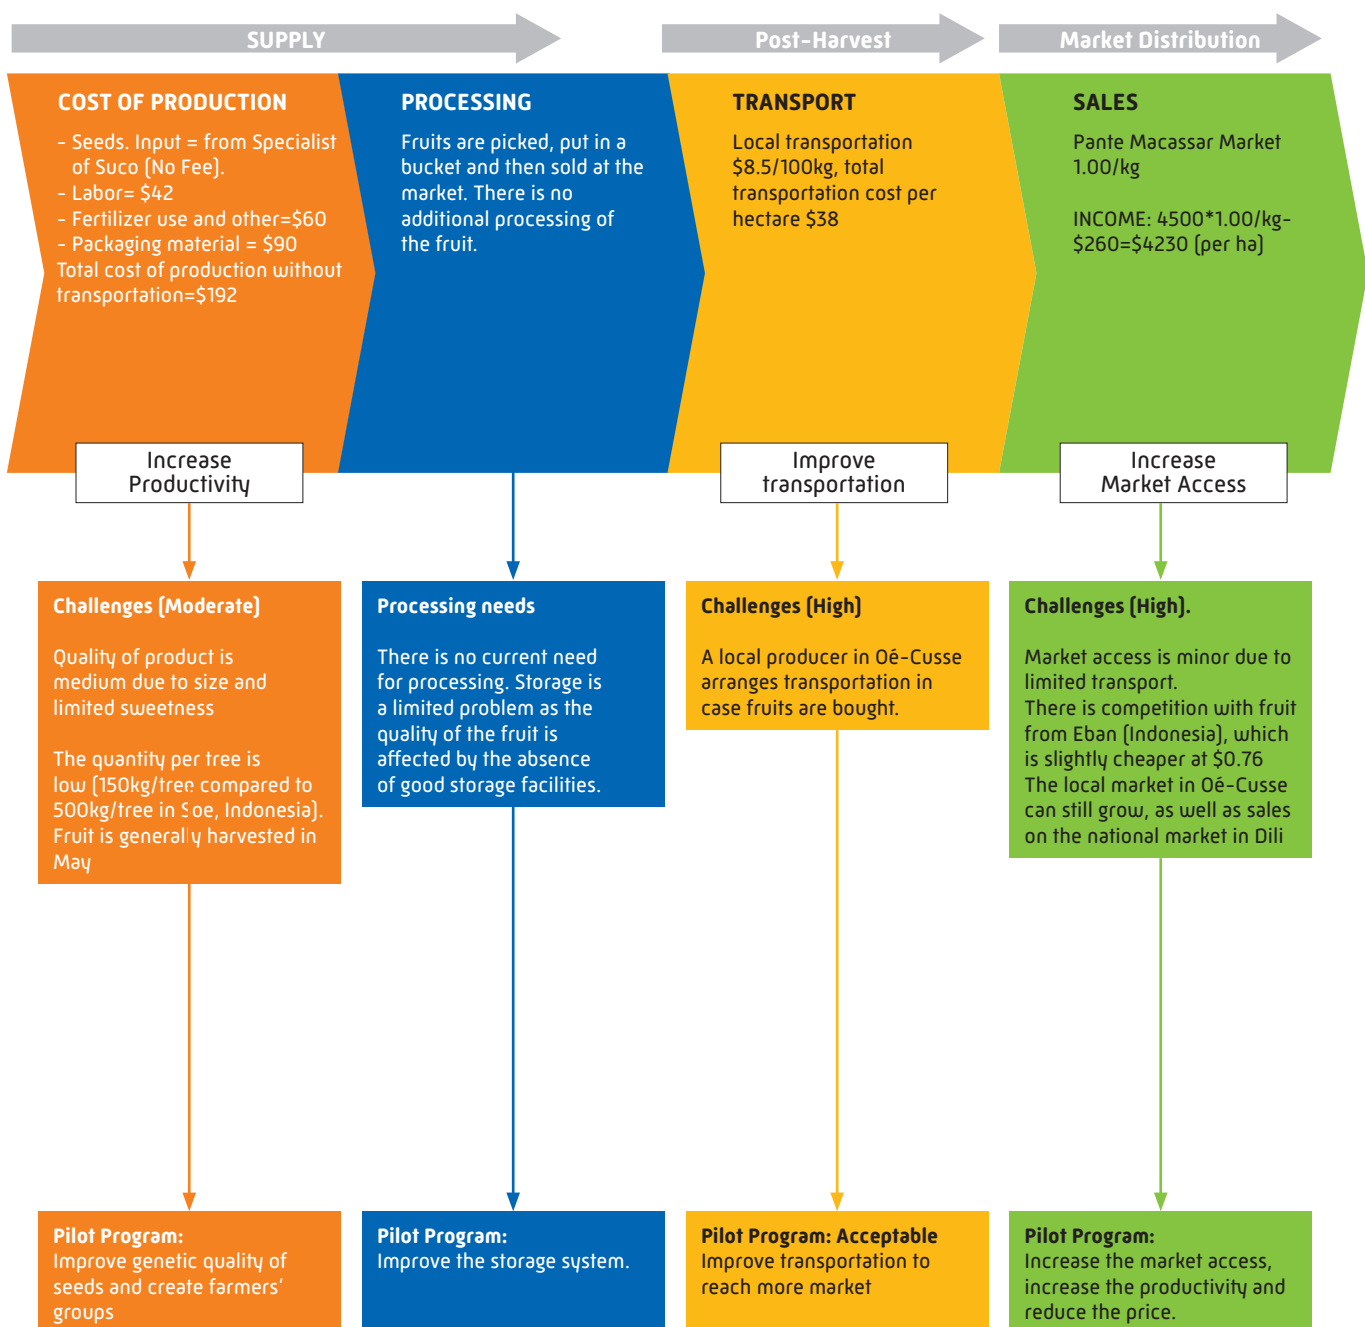 SUPPLY
Post-Harvest
Market Distribution
COST OF PRODUCTION
- Seeds. Input = from Specialist
of Suco (No Fee).
- Labor= $42
- Fertilizer use and other=$60
- Packaging material = $90
Total cost of production without
transportation=$192
PROCESSING
Fruits are picked, put in a
bucket and then sold at the
market. There is no
additional processing of
the fruit.
TRANSPORT
Local transportation
$8.5/100kg, total
transportation cost per
hectare $38
SALES
Pante Macassar Market
1.00/kg
INCOME: 4500*1.00/kg-
$260=$4230 (per ha)
Increase
Productivity
Improve
transportation
Increase
Market Access
Challenges (Moderate)
Quality of product is
medium due to size and
limited sweetness
The quantity per tree is
low (150kg/tree compared to
500kg/tree in Soe, Indonesia).
Fruit is generally harvested in
May
Processing needs
There is no current need
for processing. Storage is
a limited problem as the
quality of the fruit is
affected by the absence
of good storage facilities.
Challenges (High)
A local producer in Oé-Cusse
arranges transportation in
case fruits are bought.
Challenges (High).
Market access is minor due to
limited transport.
There is competition with fruit
from Eban (Indonesia), which
is slightly cheaper at $0.76
The local market in Oé-Cusse
can still grow, as well as sales
on the national market in Dili
Pilot Program:
Improve genetic quality of
seeds and create farmers'
groups
Pilot Program:
Improve the storage system.
Pilot Program: Acceptable
Improve transportation to
reach more market
Pilot Program:
Increase the market access,
increase the productivity and
reduce the price.